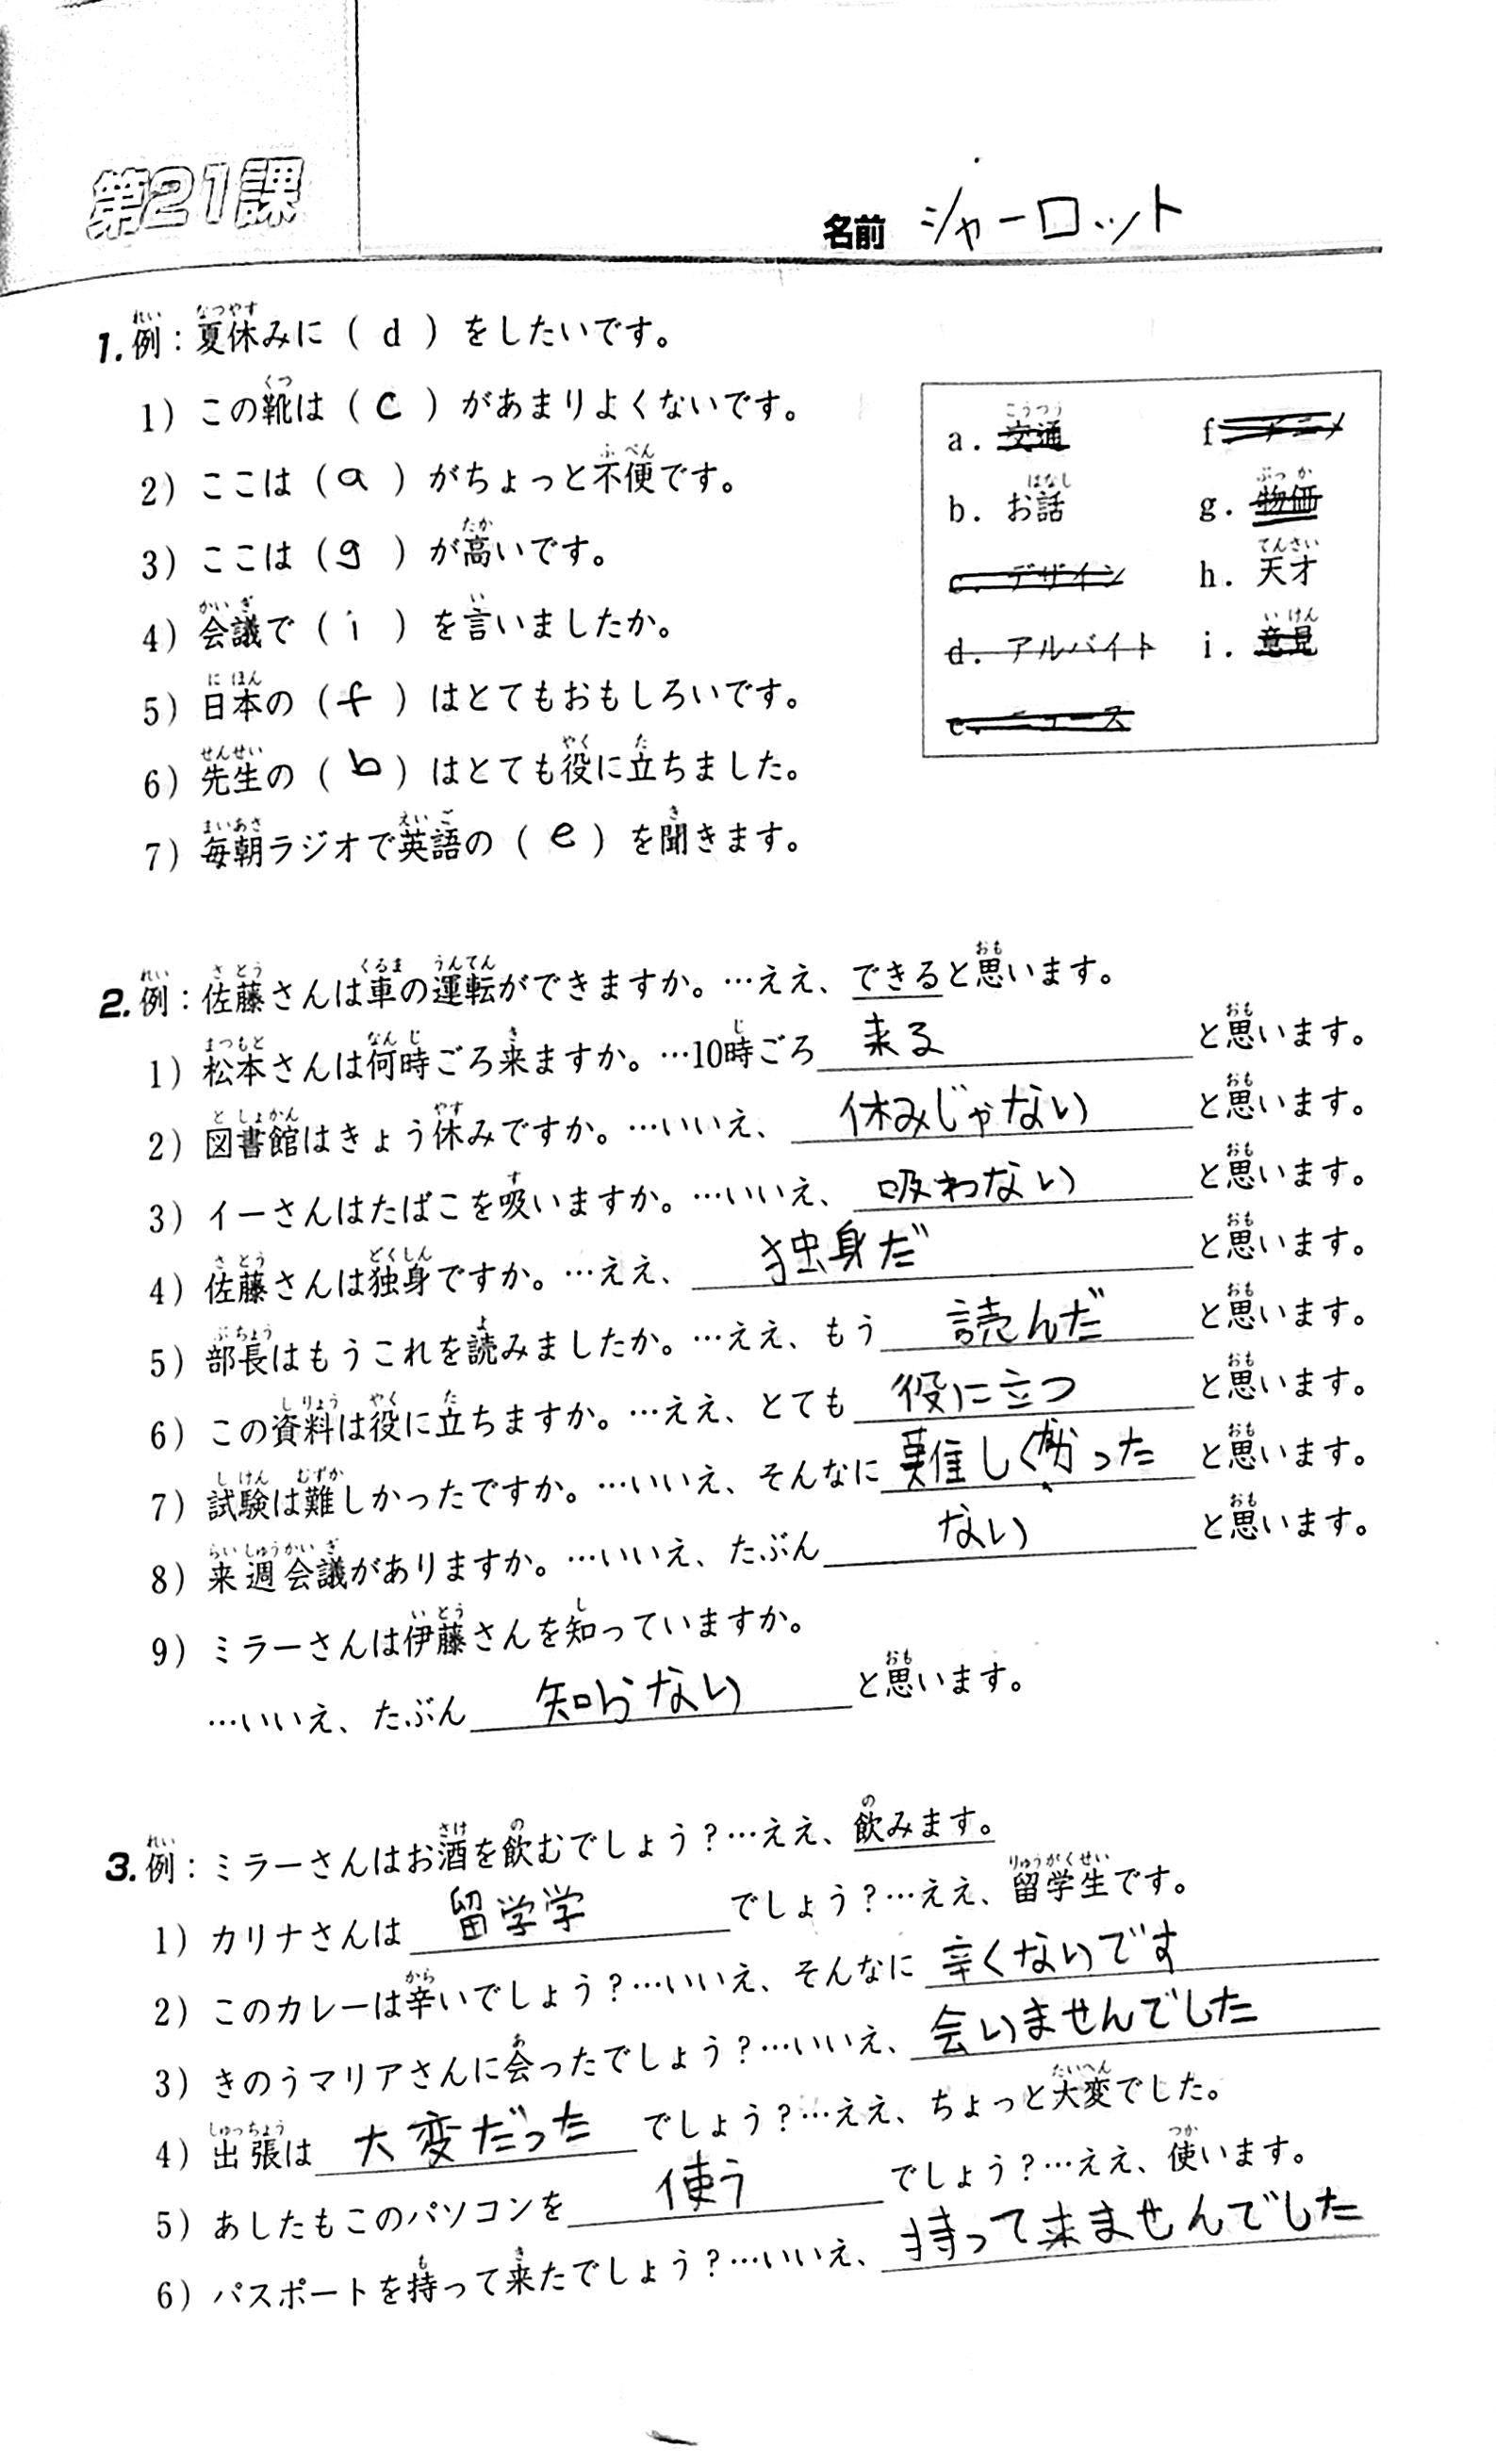 第21課
名前 シャーロット
1. 例：夏休みに（ d ）をしたいです。
1）この靴は（ c ）があまりよくないです。
2）ここは（ a ）がちょっと不便です。
3）ここは（ g ）が高いです。
4）会議で（ i ）を言いましたか。
5）日本の（ f ）はとてもおもしろいです。
6）先生の（ b ）はとても役に立ちました。
7）毎朝ラジオで英語の（ e ）を聞きます。
a. 交通 f. アニメ
b. お話 g. 物価
c. デザイン h. 天才
d. アルバイト i. 意見
e. ニュース
2. 例：佐藤さんは車の運転ができますか。…ええ、できると思います。
1）松本さんは何時ごろ来ますか。…10時ごろ 来る と思います。
2）図書館はきょう休みですか。…いいえ、 休みじゃない と思います。
3）イーさんはたばこを吸いますか。…いいえ、 吸わない と思います。
4）佐藤さんは独身ですか。…ええ、 独身だ と思います。
5）部長はもうこれを読みましたか。…ええ、もう 読んだ と思います。
6）この資料は役に立ちますか。…ええ、とても 役に立つ と思います。
7）試験は難しかったですか。…いいえ、そんなに 難しくなかった と思います。
8）来週会議がありますか。…いいえ、たぶん ない と思います。
9）ミラーさんは伊藤さんを知っていますか。
…いいえ、たぶん 知らない と思います。
3. 例：ミラーさんはお酒を飲むでしょう？…ええ、飲みます。
1）カリナさんは 留学学 でしょう？…ええ、留学生です。
2）このカレーは辛いでしょう？…いいえ、そんなに 辛くないです
3）きのうマリアさんに会ったでしょう？…いいえ、 会いませんでした
4）出張は 大変だった でしょう？…ええ、ちょっと大変でした。
5）あしたもこのパソコンを 使う でしょう？…ええ、使います。
6）パスポートを持って来たでしょう？…いいえ、 持って来ませんでした